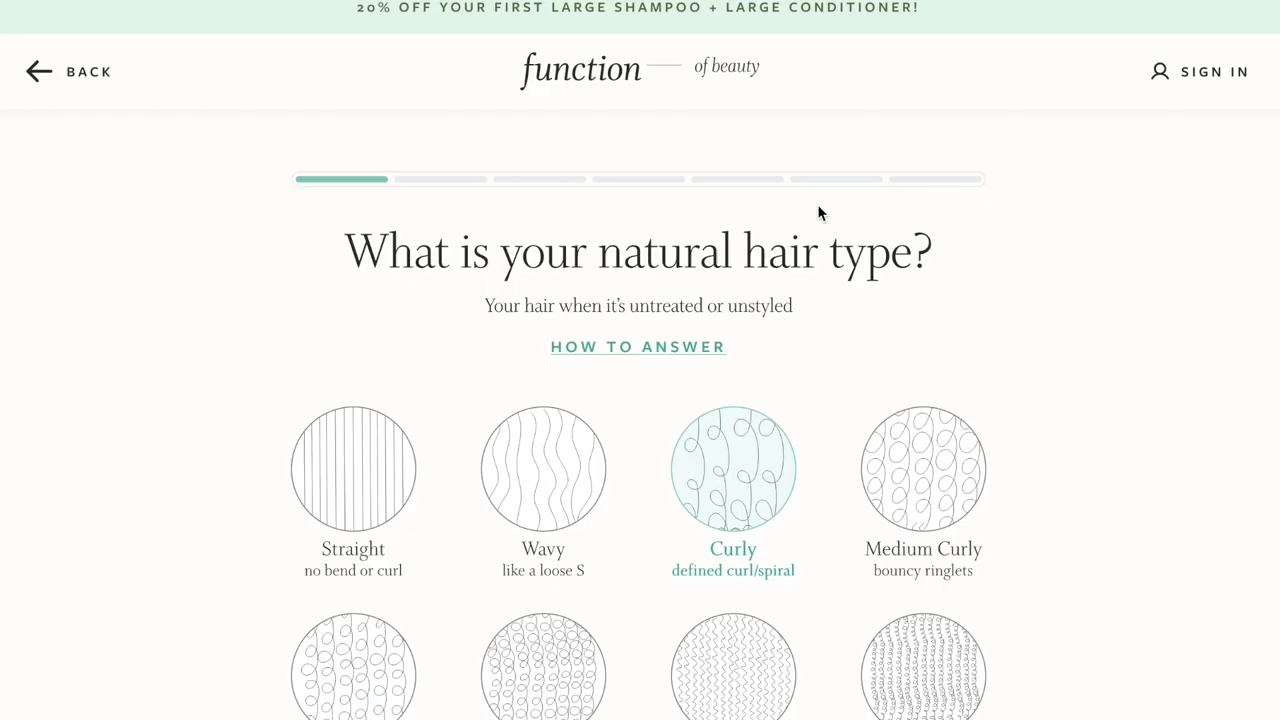 20% OFF YOUR FIRST LARGE SHAMPOO + LARGE CONDITIONER!
BACK
function — of beauty
SIGN IN
What is your natural hair type?
Your hair when it's untreated or unstyled
HOW TO ANSWER
Straight
no bend or curl
Wavy
like a loose S
Curly
defined curl/spiral
Medium Curly
bouncy ringlets